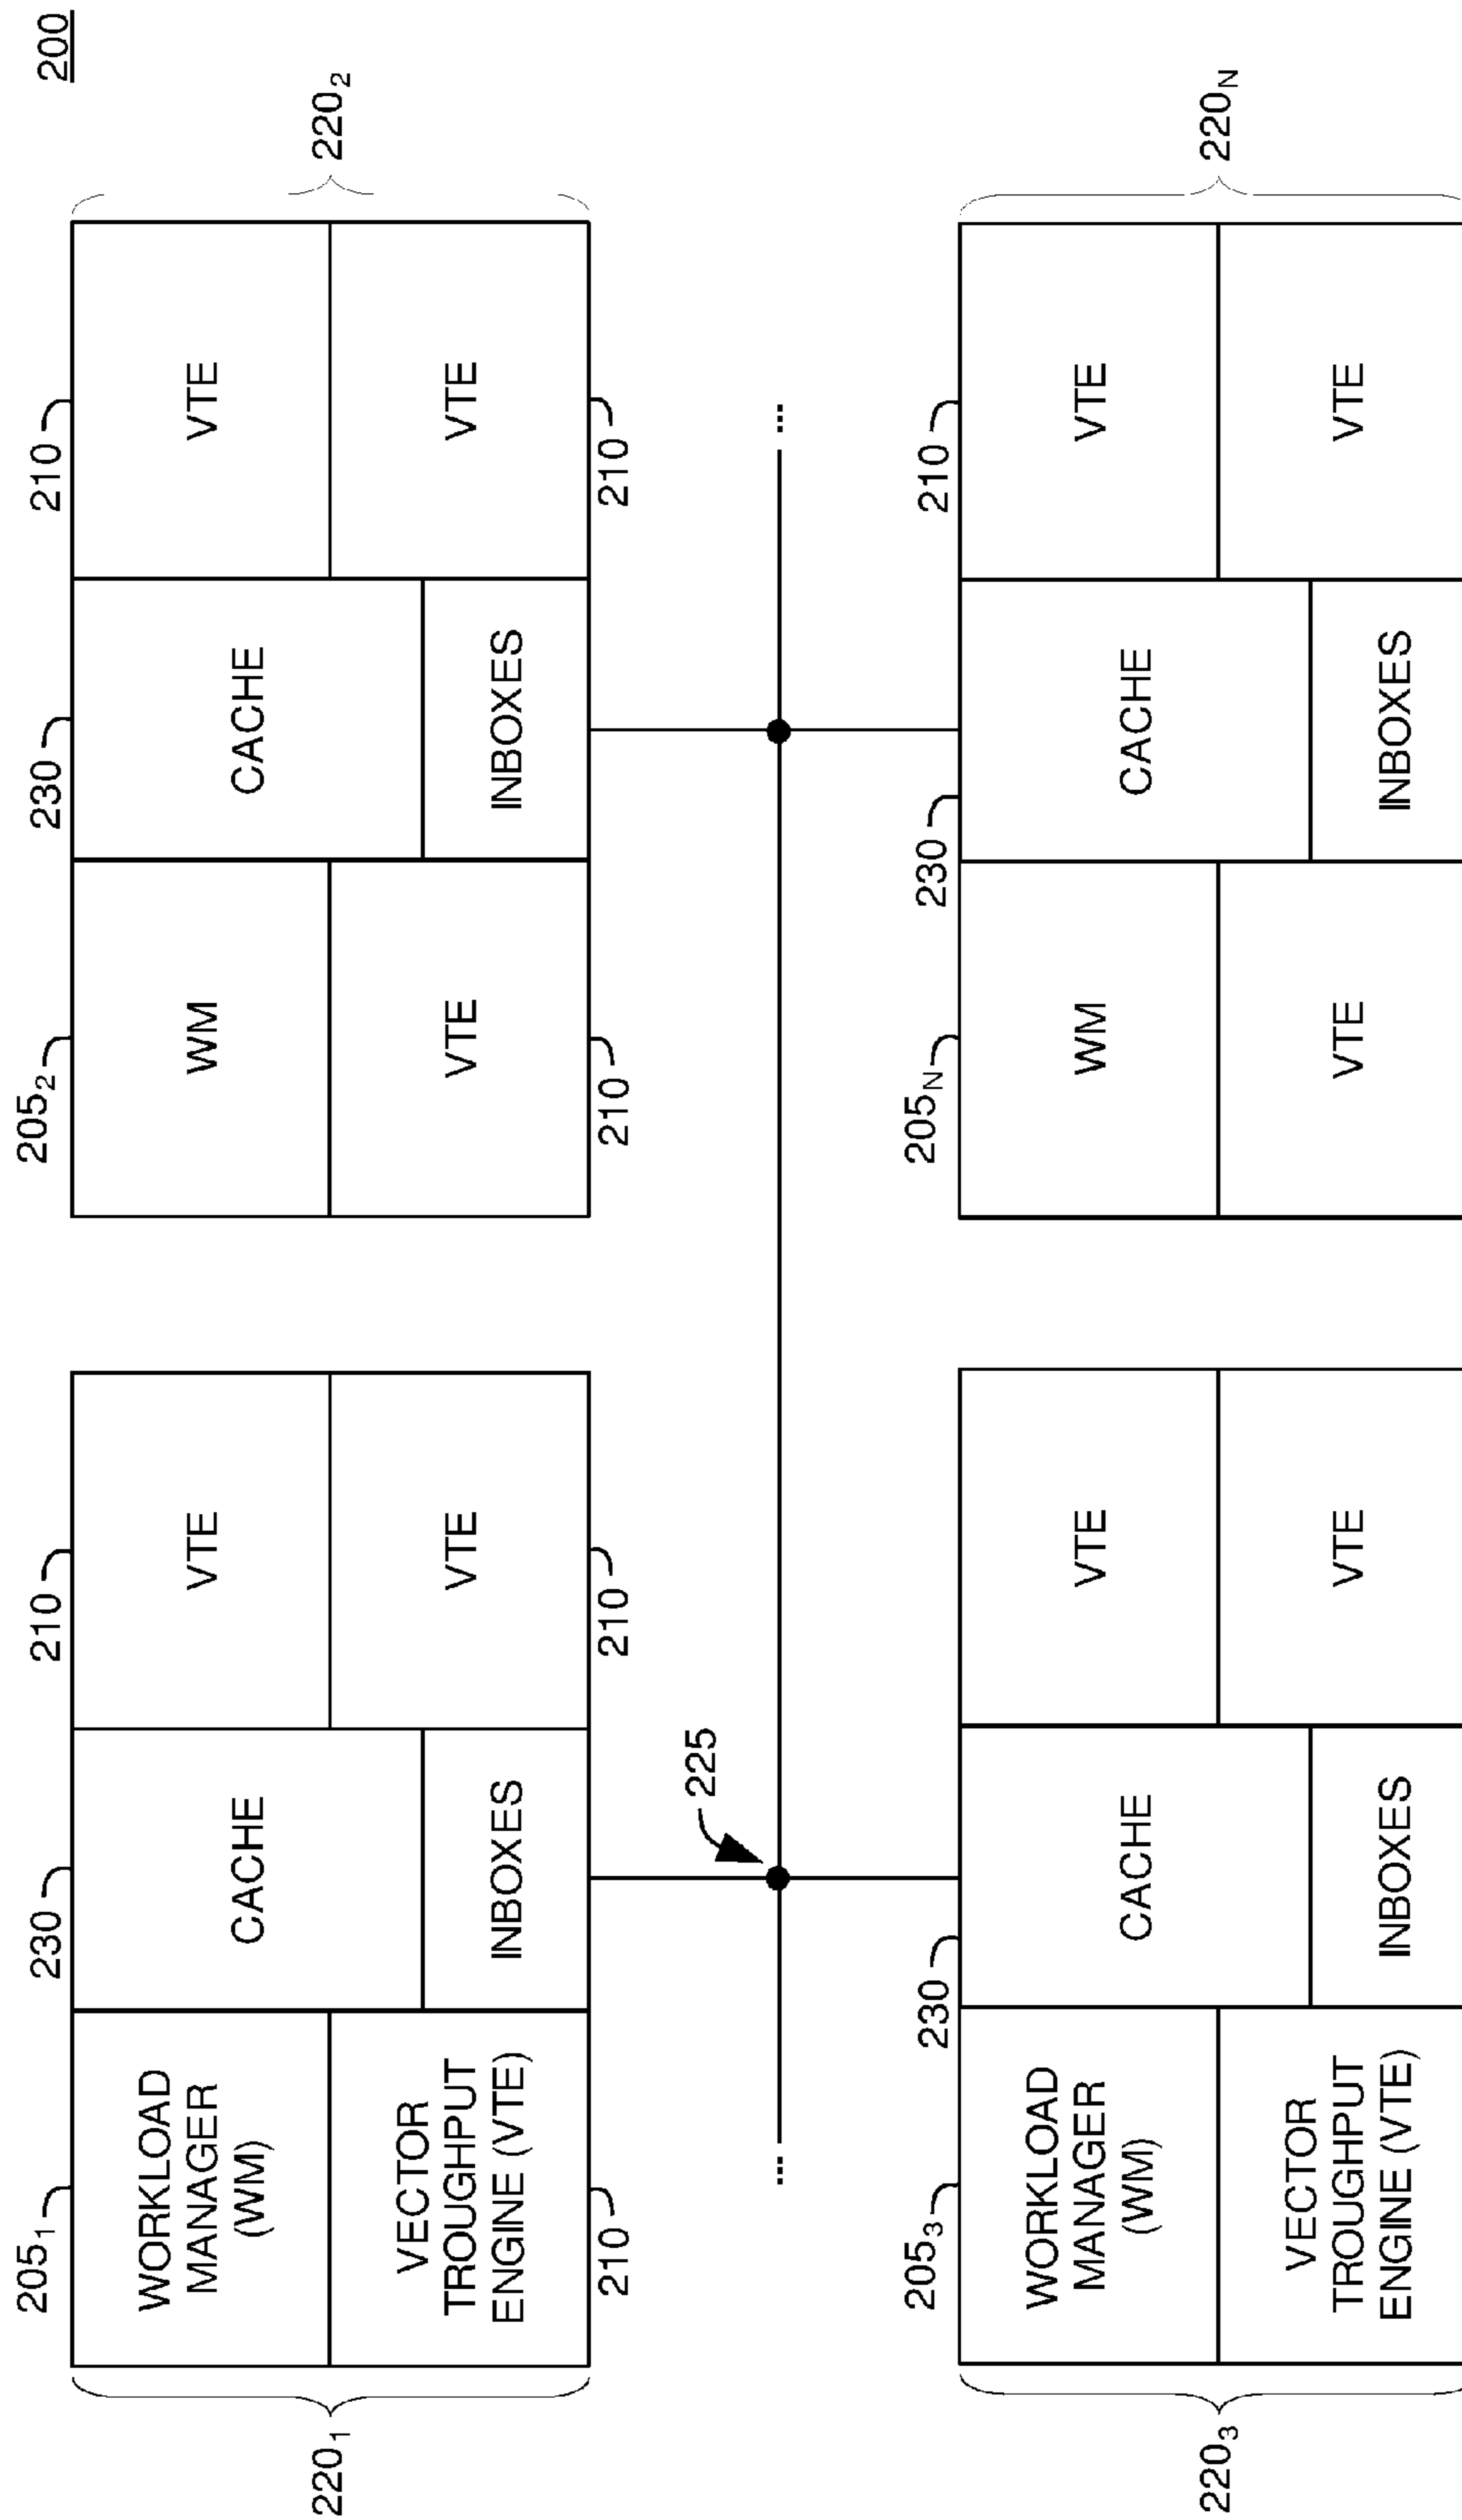 200
205₁
230
210
205₂
230
210
220₁
WORKLOAD
MANAGER
(WM)
CACHE
VTE
WM
CACHE
VTE
220₂
VECTOR
TROUGHPUT
ENGINE (VTE)
INBOXES
VTE
VTE
INBOXES
VTE
210
210
210
210
225
...
...
205₃
230
205N
230
210
220₃
WORKLOAD
MANAGER
(WM)
CACHE
VTE
WM
CACHE
VTE
220N
VECTOR
TROUGHPUT
ENGINE (VTE)
INBOXES
VTE
VTE
INBOXES
VTE